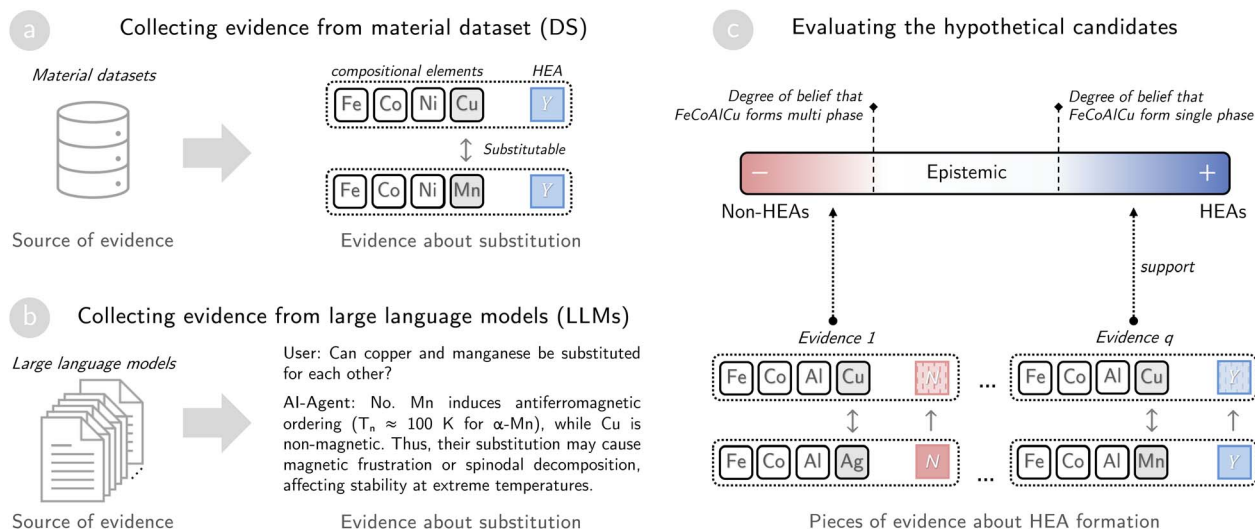 a
Collecting evidence from material dataset (DS)
Material datasets
compositional elements
HEA
Fe Co Ni Cu Y
Substitutable
Fe Co Ni Mn Y
Source of evidence
Evidence about substitution
b
Collecting evidence from large language models (LLMs)
Large language models
User: Can copper and manganese be substituted
for each other?
AI-Agent: No. Mn induces antiferromagnetic
ordering (Tₙ ≈ 100 K for α-Mn), while Cu is
non-magnetic. Thus, their substitution may cause
magnetic frustration or spinodal decomposition,
affecting stability at extreme temperatures.
Source of evidence
Evidence about substitution
c
Evaluating the hypothetical candidates
Degree of belief that
FeCoAlCu forms multi phase
Degree of belief that
FeCoAlCu form single phase
− Epistemic +
Non-HEAs
HEAs
support
Evidence 1
Evidence q
Fe Co Al Cu N ... Fe Co Al Cu Y
Fe Co Al Ag N ... Fe Co Al Mn Y
Pieces of evidence about HEA formation